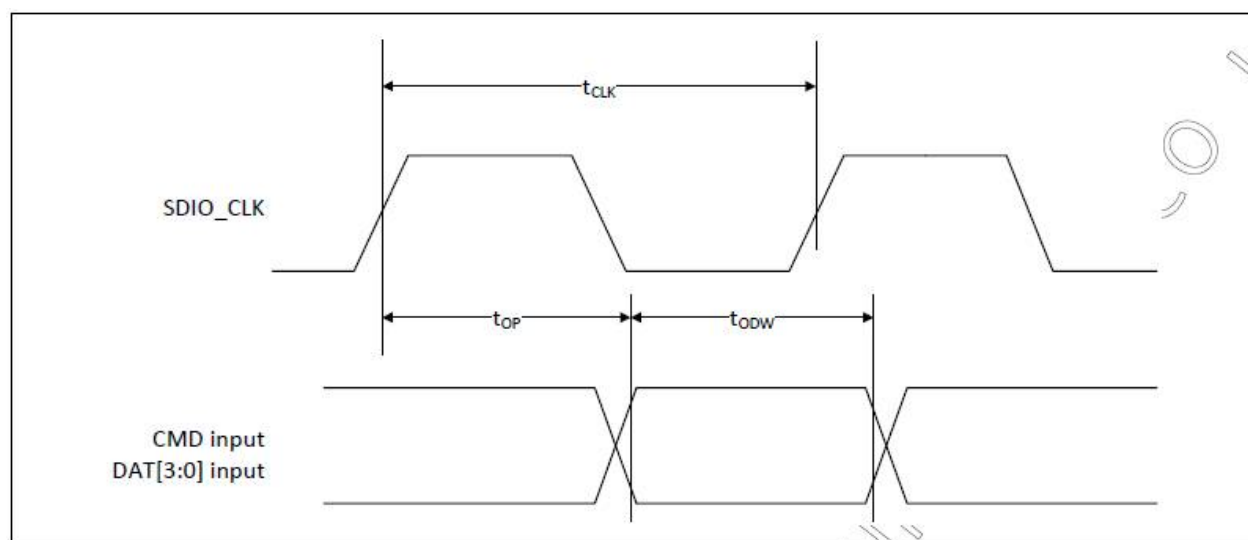 tCLK
SDIO_CLK
tOP
tODW
CMD input
DAT[3:0] input